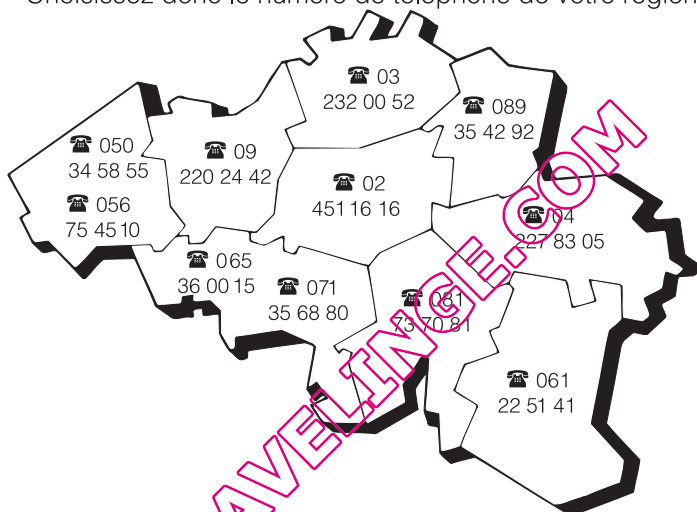 Choisissez donc le numéro de téléphone de votre région
☎ 03
232 00 52
☎ 089
35 42 92
☎ 050
34 58 55
☎ 09
220 24 42
☎ 02
451 16 16
☎ 056
75 45 10
☎ 04
227 83 05
☎ 065
36 00 15
☎ 071
35 68 80
☎ 081
73 70 81
☎ 061
22 51 41
AVELINGE.COM